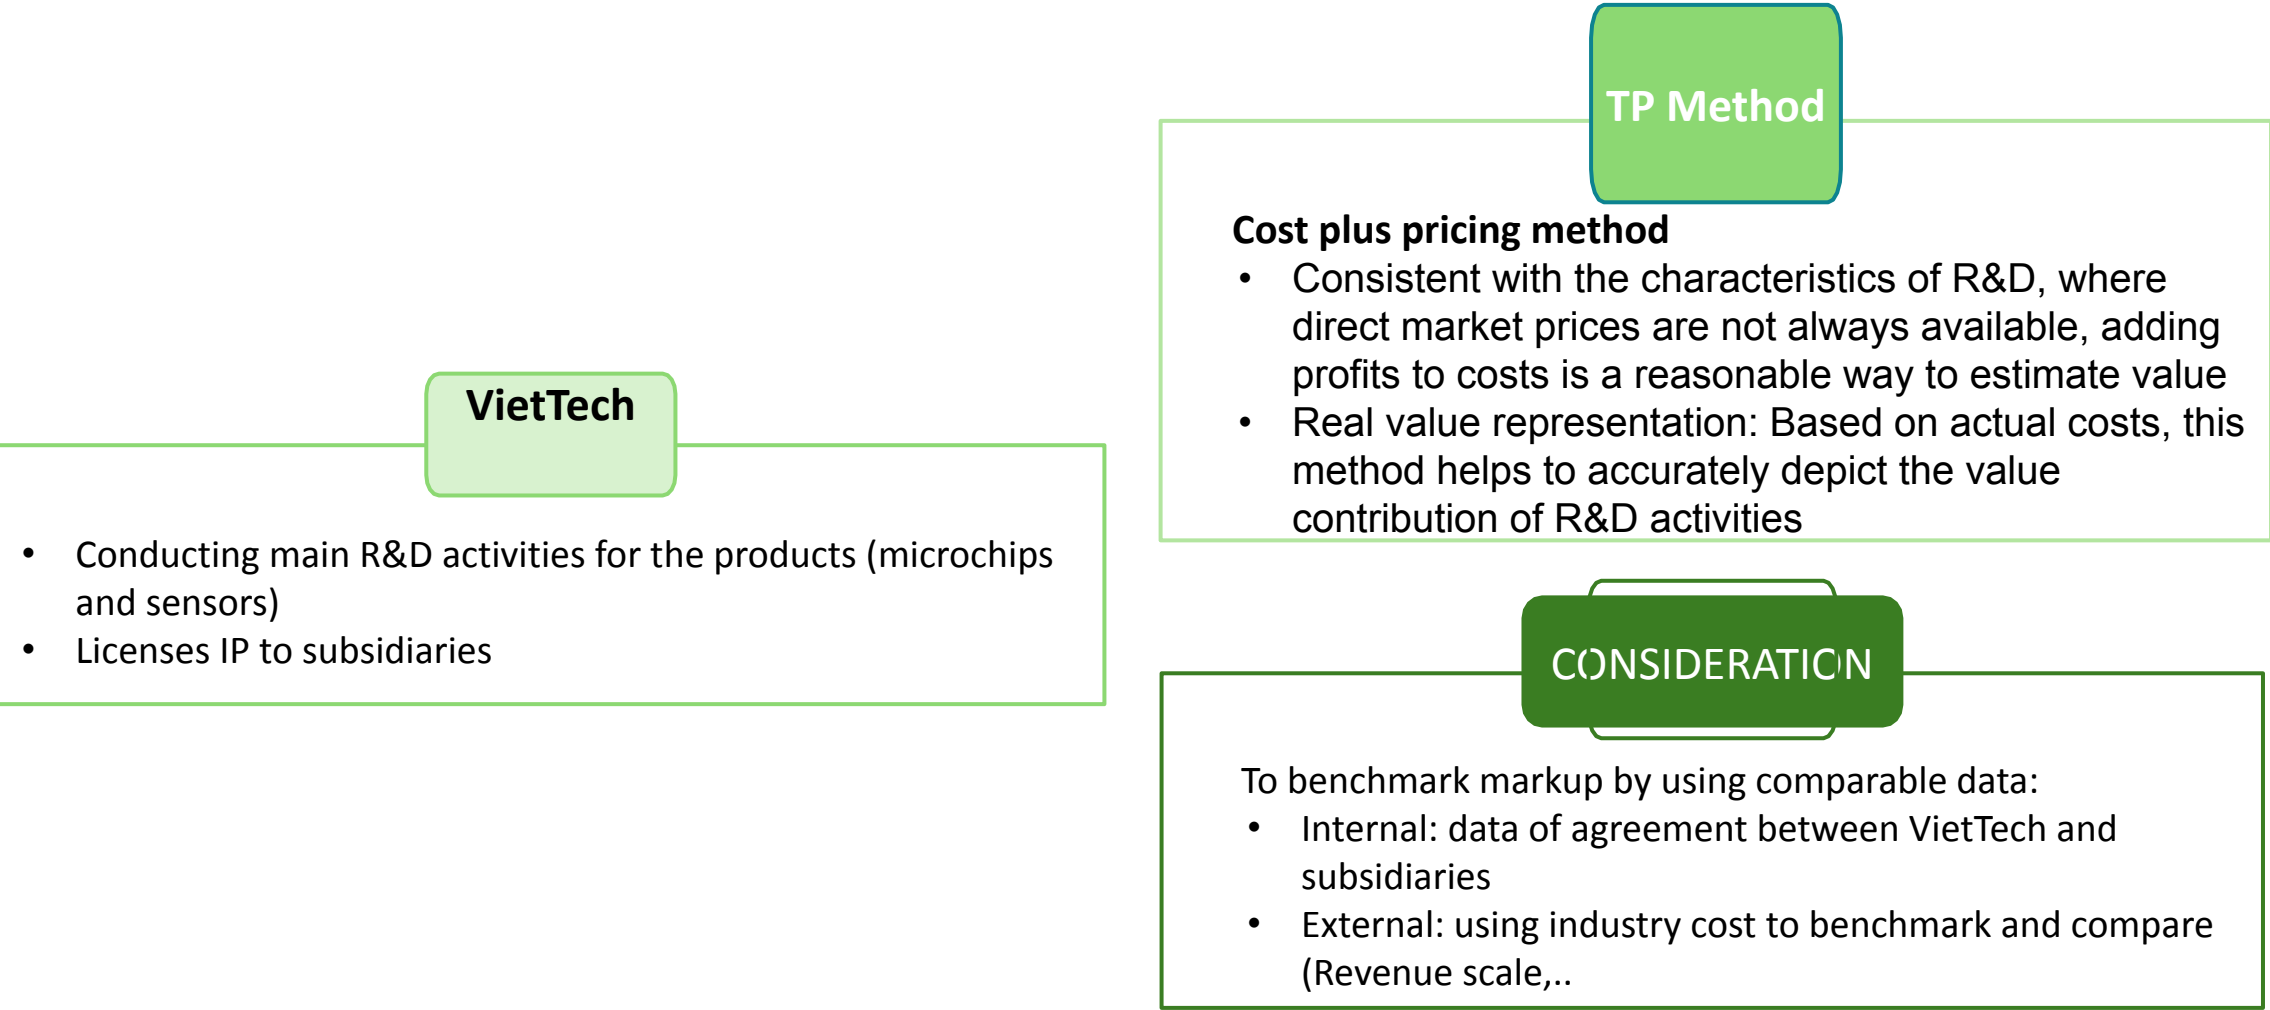 VietTech
• Conducting main R&D activities for the products (microchips
and sensors)
• Licenses IP to subsidiaries
TP Method
Cost plus pricing method
• Consistent with the characteristics of R&D, where
direct market prices are not always available, adding
profits to costs is a reasonable way to estimate value
• Real value representation: Based on actual costs, this
method helps to accurately depict the value
contribution of R&D activities
CONSIDERATION
To benchmark markup by using comparable data:
• Internal: data of agreement between VietTech and
subsidiaries
• External: using industry cost to benchmark and compare
(Revenue scale,..